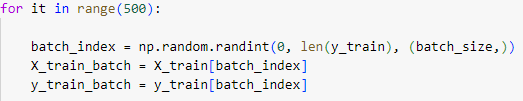 for it in range(500):
batch_index = np.random.randint(0, len(y_train), (batch_size,))
X_train_batch = X_train[batch_index]
y_train_batch = y_train[batch_index]